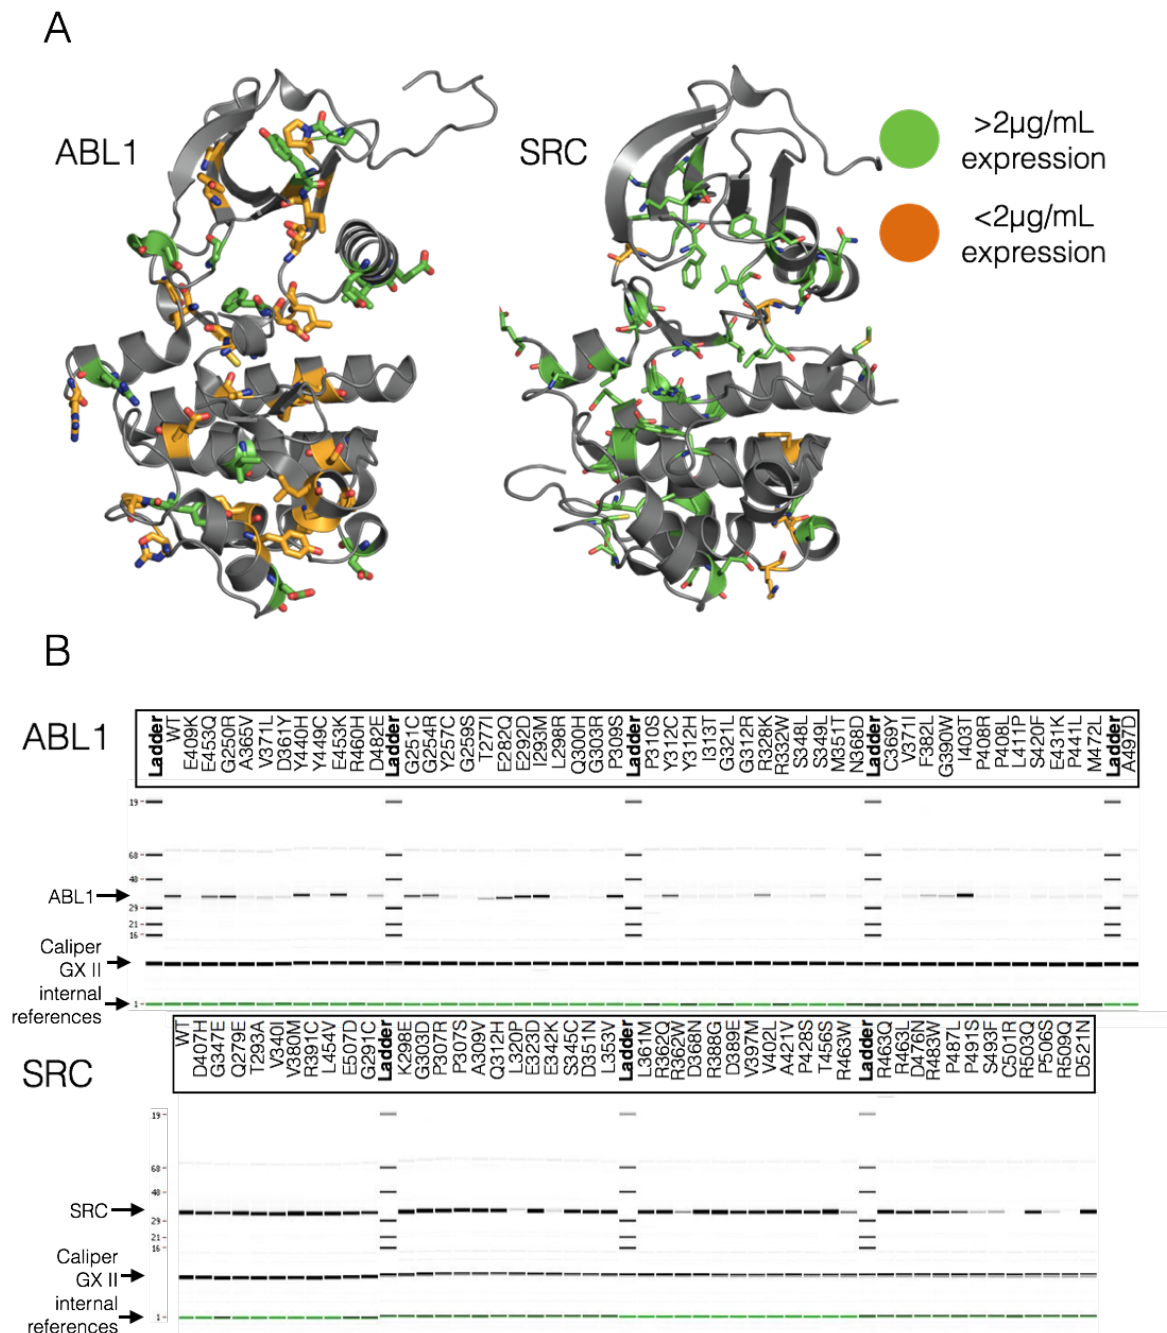 A
ABL1
SRC
>2µg/mL
expression
<2µg/mL
expression
B
ABL1
Ladder
WT
E409K
E453Q
G250R
A365V
V371L
D361Y
Y440H
Y449C
E453K
R460H
D482E
Ladder
G251C
G254R
Y257C
G259S
T277I
E282Q
E292D
I293M
L298R
Q300H
G303R
P309S
Ladder
P310S
Y312C
Y312H
I313T
G321L
G312R
R328K
R332W
S348L
S349L
M351T
N368D
Ladder
C369Y
V371I
F382L
G390W
I403T
P408R
P408L
L411P
S420F
E431K
P441L
M472L
Ladder
A497D
19
68
48
29
21
16
1
ABL1
Caliper
GX II
internal
references
SRC
WT
D407H
G347E
Q279E
T293A
V340I
V380M
R391C
L454V
E507D
G291C
Ladder
K298E
G303D
P307R
P307S
A309V
Q312H
L320P
E323D
E342K
S345C
D351N
L353V
Ladder
L361M
R362Q
R362W
D368N
R388G
D389E
V397M
V402L
A421V
P428S
T456S
R463W
Ladder
R463Q
R463L
D476N
R483W
P487L
P491S
S493F
C501R
R503Q
P506S
R509Q
D521N
19
68
48
29
21
16
1
SRC
Caliper
GX II
internal
references